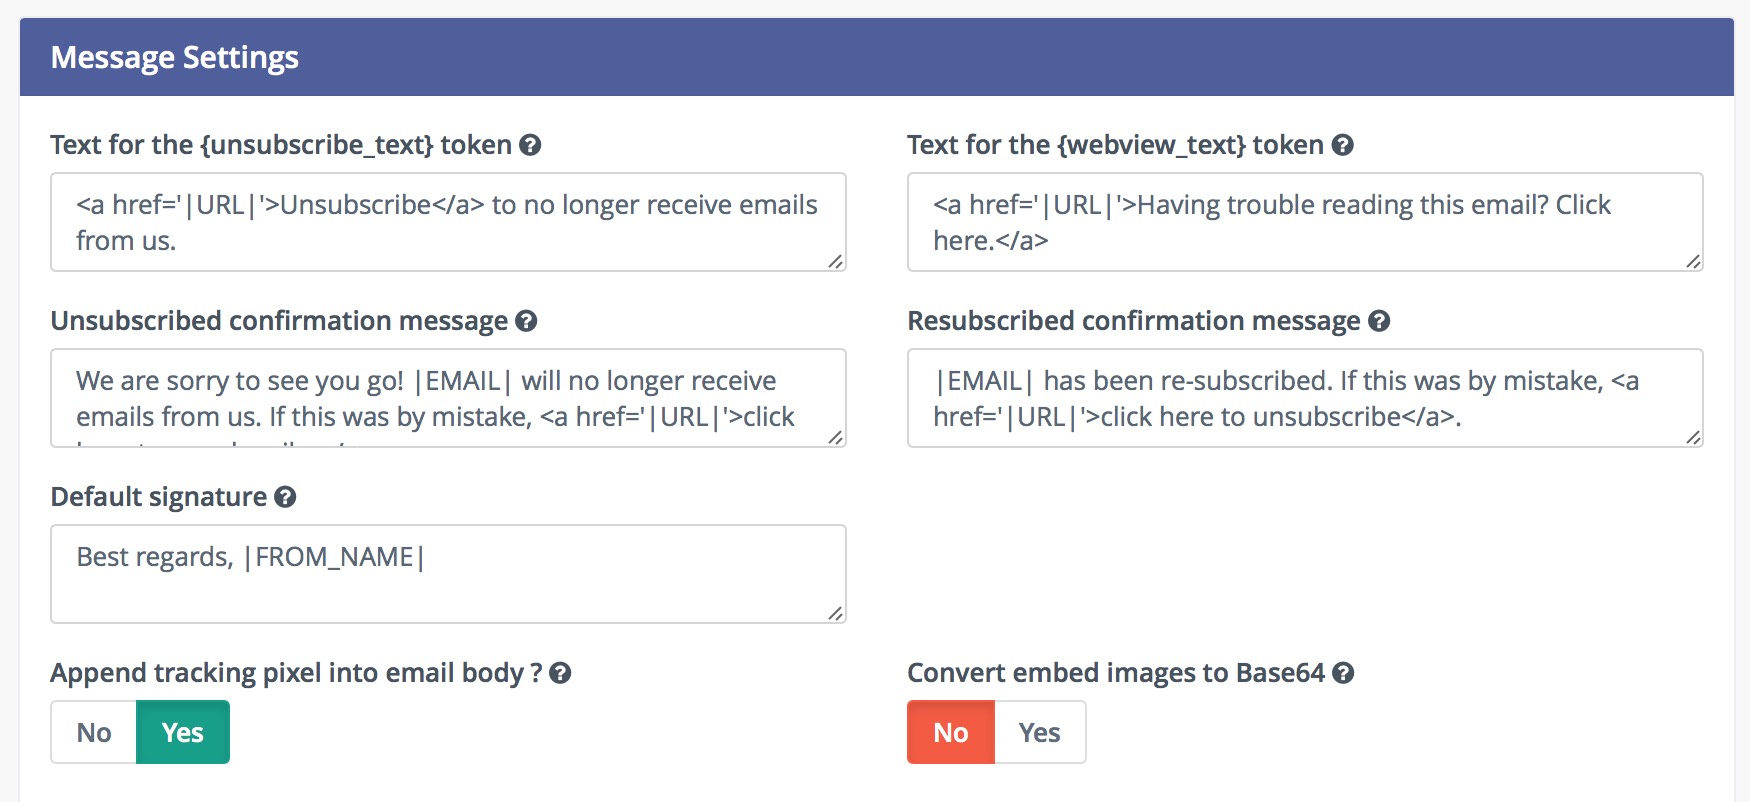 Message Settings
Text for the {unsubscribe_text} token
<a href='|URL|'>Unsubscribe</a> to no longer receive emails
from us.
Text for the {webview_text} token
<a href='|URL|'>Having trouble reading this email? Click
here.</a>
Unsubscribed confirmation message
We are sorry to see you go! |EMAIL| will no longer receive
emails from us. If this was by mistake, <a href='|URL|'>click
Resubscribed confirmation message
|EMAIL| has been re-subscribed. If this was by mistake, <a
href='|URL|'>click here to unsubscribe</a>.
Default signature
Best regards, |FROM_NAME|
Append tracking pixel into email body ?
No Yes
Convert embed images to Base64
No Yes